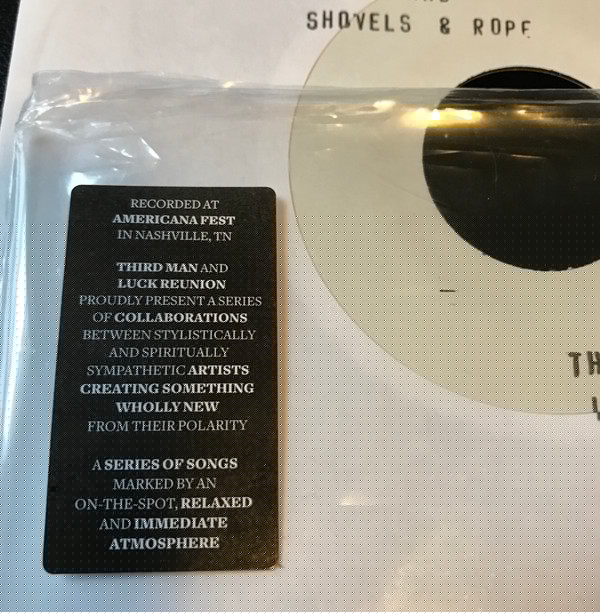 SHOVELS & ROPE
RECORDED AT
AMERICANA FEST
IN NASHVILLE, TN
THIRD MAN AND
LUCK REUNION
PROUDLY PRESENT A SERIES
OF COLLABORATIONS
BETWEEN STYLISTICALLY
AND SPIRITUALLY
SYMPATHETIC ARTISTS
CREATING SOMETHING
WHOLLY NEW
FROM THEIR POLARITY
A SERIES OF SONGS
MARKED BY AN
ON-THE-SPOT, RELAXED
AND IMMEDIATE
ATMOSPHERE
TH